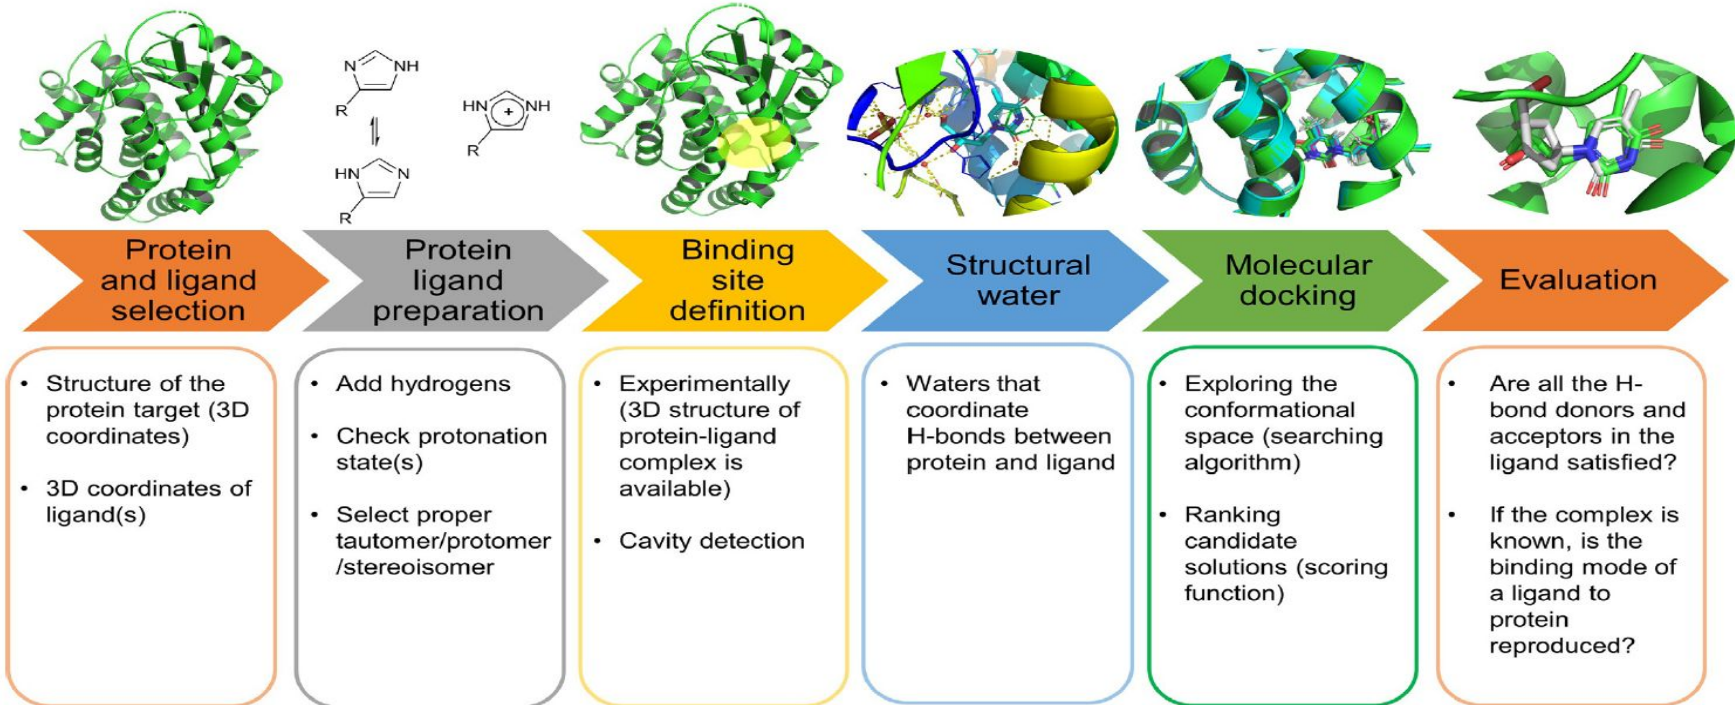 N
NH
R
HN
N
R
HN
NH
+
R
Protein
and ligand
selection
Protein
ligand
preparation
Binding
site
definition
Structural
water
Molecular
docking
Evaluation
• Structure of the
protein target (3D
coordinates)
• 3D coordinates of
ligand(s)
• Add hydrogens
• Check protonation
state(s)
• Select proper
tautomer/protomer
/stereoisomer
• Experimentally
(3D structure of
protein-ligand
complex is
available)
• Cavity detection
• Waters that
coordinate
H-bonds between
protein and ligand
• Exploring the
conformational
space (searching
algorithm)
• Ranking
candidate
solutions (scoring
function)
• Are all the H-
bond donors and
acceptors in the
ligand satisfied?
• If the complex is
known, is the
binding mode of
a ligand to
protein
reproduced?